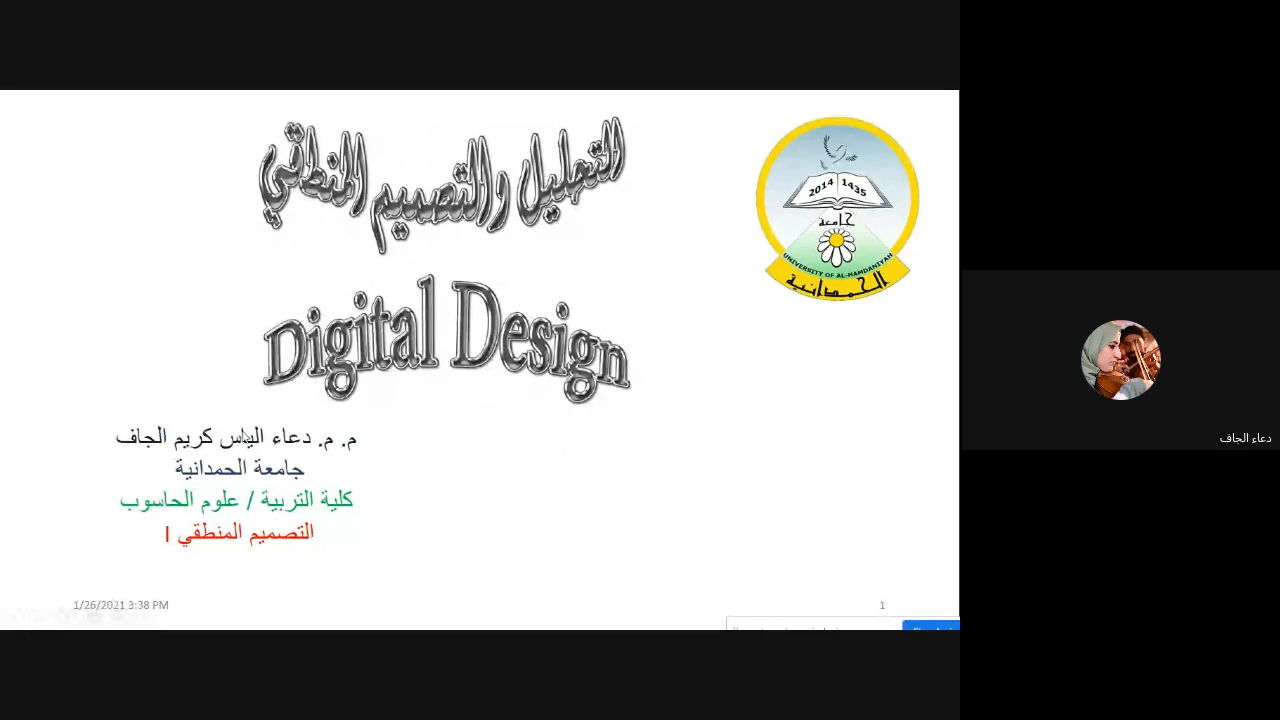 التحليل والتصميم المنطقي
Digital Design
2014 1435
جامعة
UNIVERSITY OF AL-HAMDANIYAH
الحمدانية
م. م. دعاء الياس كريم الجاف
جامعة الحمدانية
كلية التربية / علوم الحاسوب
التصميم المنطقي I
1/26/2021 3:38 PM
1
دعاء الجاف